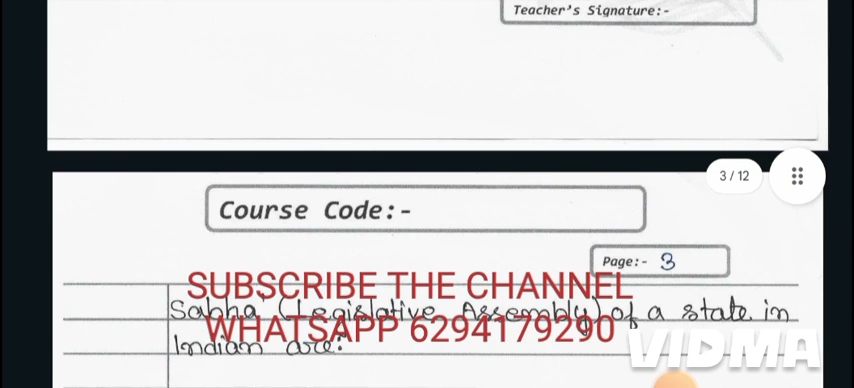 Teacher's Signature:-
3 / 12
Course Code:-
Page:- 3
SUBSCRIBE THE CHANNEL
Sabha' (Legislative Assembly) of a state in
WHATSAPP 6294179290
Indian are:
VIDMA